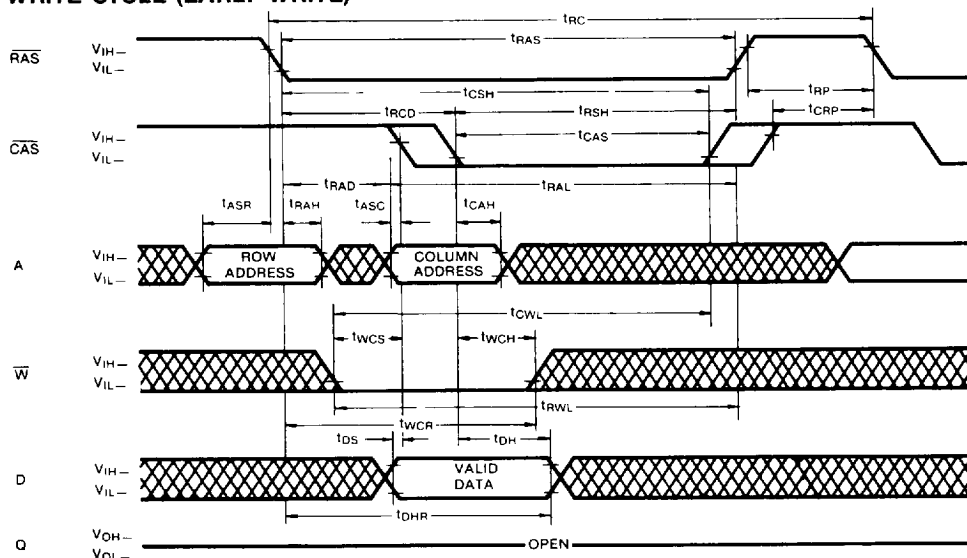 WRITE CYCLE (EARLY WRITE)
tRC
RAS
VIH—
VIL—
tRAS
tRP
tCSH
tRCD
tRSH
tCRP
CAS
VIH—
VIL—
tCAS
tRAD
tRAL
tASR
tRAH
tASC
tCAH
A
VIH—
VIL—
ROW
ADDRESS
COLUMN
ADDRESS
tCWL
tWCS
tWCH
W
VIH—
VIL—
tRWL
tWCR
tDS
tDH
D
VIH—
VIL—
VALID
DATA
tDHR
Q
VOH—
VOL—
OPEN